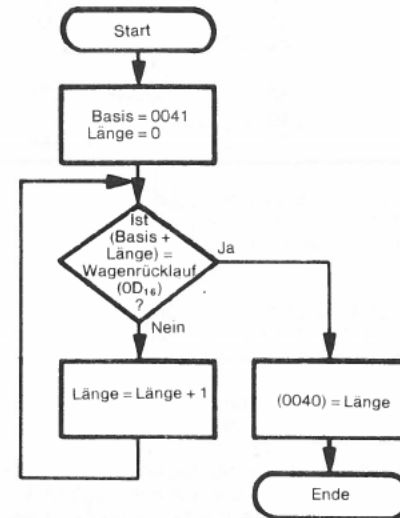 Start
Basis = 0041
Länge = 0
Ist
(Basis +
Länge) =
Wagenrücklauf
(0D₁₆)
?
Ja
Nein
Länge = Länge + 1
(0040) = Länge
Ende